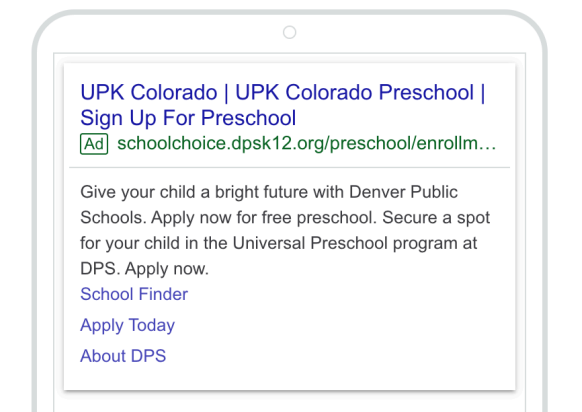 UPK Colorado | UPK Colorado Preschool |
Sign Up For Preschool
Ad schoolchoice.dpsk12.org/preschool/enrollm...
Give your child a bright future with Denver Public
Schools. Apply now for free preschool. Secure a spot
for your child in the Universal Preschool program at
DPS. Apply now.
School Finder
Apply Today
About DPS